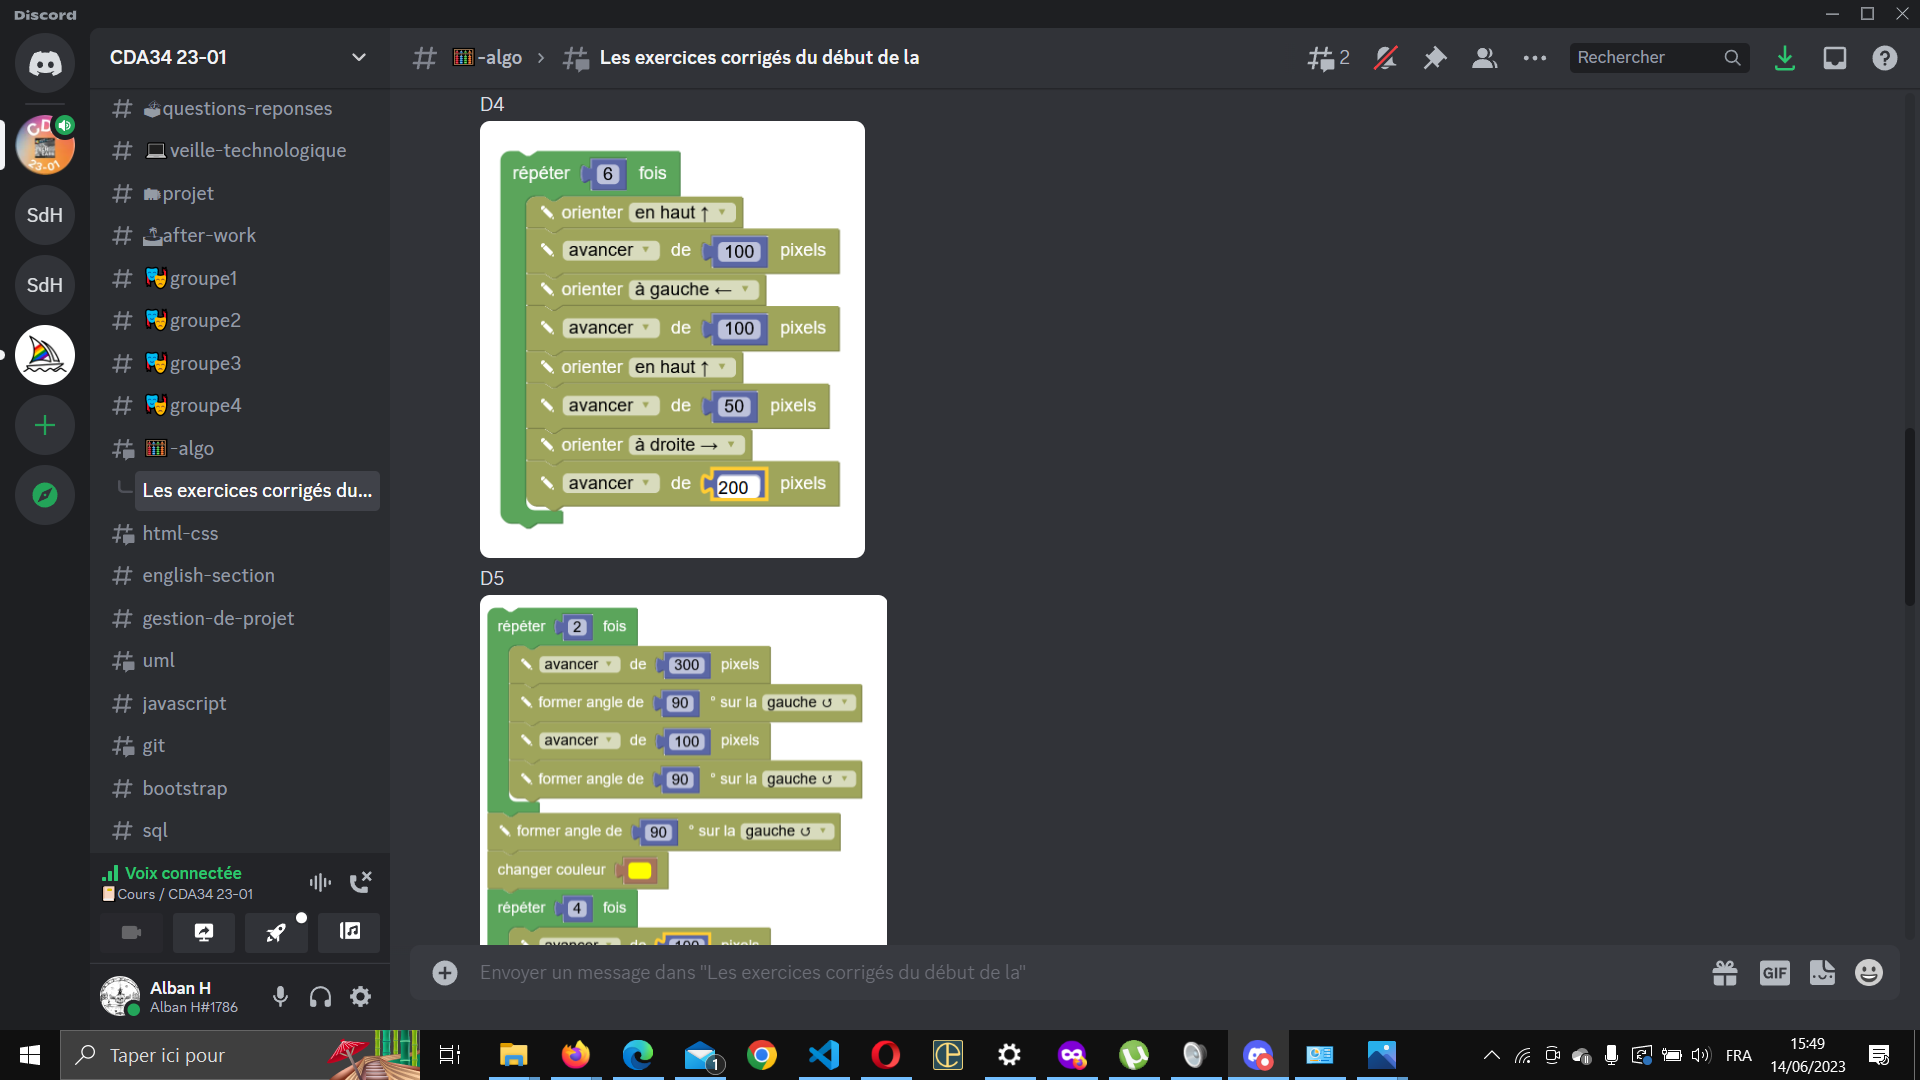 Discord
CDA34 23-01
questions-reponses
veille-technologique
projet
after-work
groupe1
groupe2
groupe3
groupe4
-algo
Les exercices corrigés du...
html-css
english-section
gestion-de-projet
uml
javascript
git
bootstrap
sql
SdH
SdH
Voix connectée
Cours / CDA34 23-01
Alban H
Alban H#1786
-algo › Les exercices corrigés du début de la
2
Rechercher
D4
répéter 6 fois
orienter en haut ↑
avancer de 100 pixels
orienter à gauche ←
avancer de 100 pixels
orienter en haut ↑
avancer de 50 pixels
orienter à droite →
avancer de 200 pixels
D5
répéter 2 fois
avancer de 300 pixels
former angle de 90 ° sur la gauche ↺
avancer de 100 pixels
former angle de 90 ° sur la gauche ↺
former angle de 90 ° sur la gauche ↺
changer couleur
répéter 4 fois
avancer de 100 pixels
Envoyer un message dans "Les exercices corrigés du début de la"
GIF
Taper ici pour
1
FRA
15:49
14/06/2023